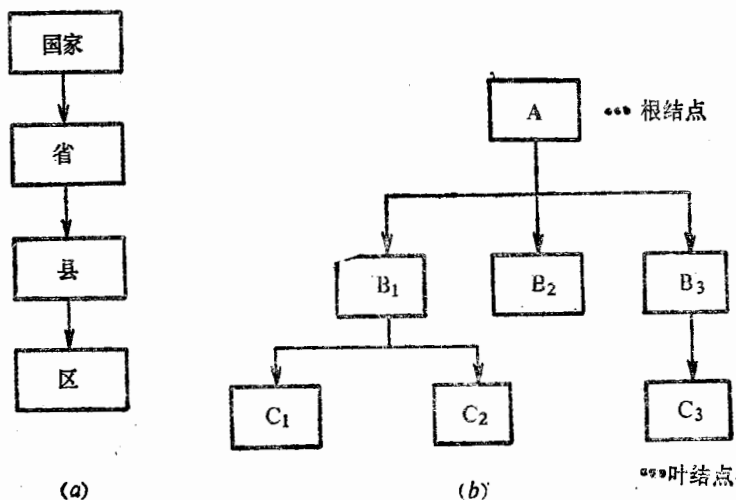 国家
省
县
区
(a)
A ••• 根结点
B₁ B₂ B₃
C₁ C₂ C₃
•••叶结点
(b)